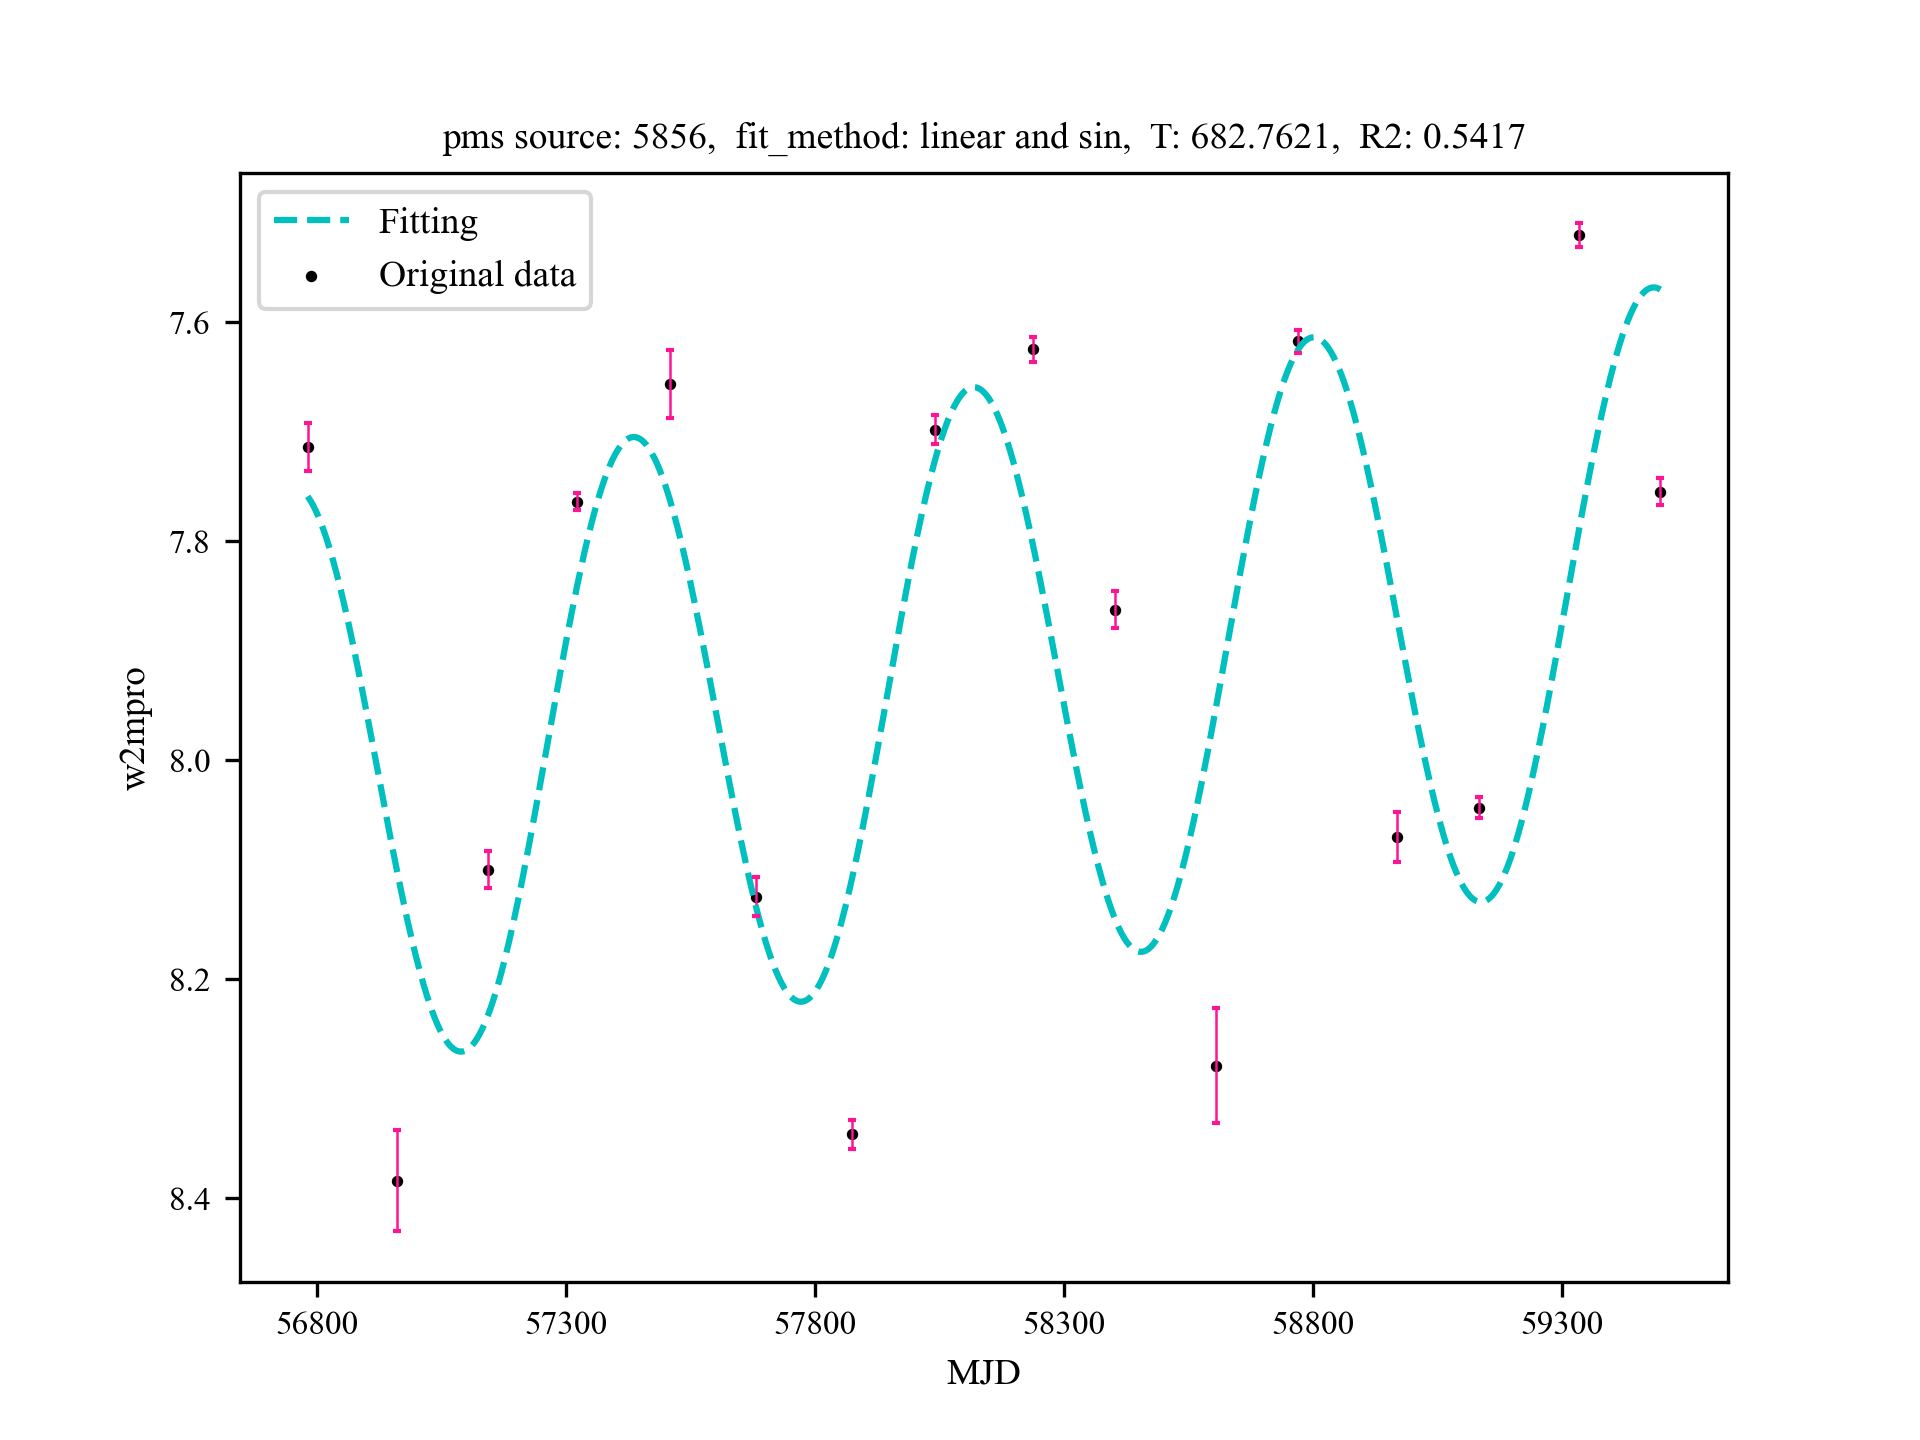 pms source: 5856,  fit_method: linear and sin,  T: 682.7621,  R2: 0.5417
Fitting
Original data
7.6
7.8
8.0
8.2
8.4
w2mpro
56800
57300
57800
58300
58800
59300
MJD